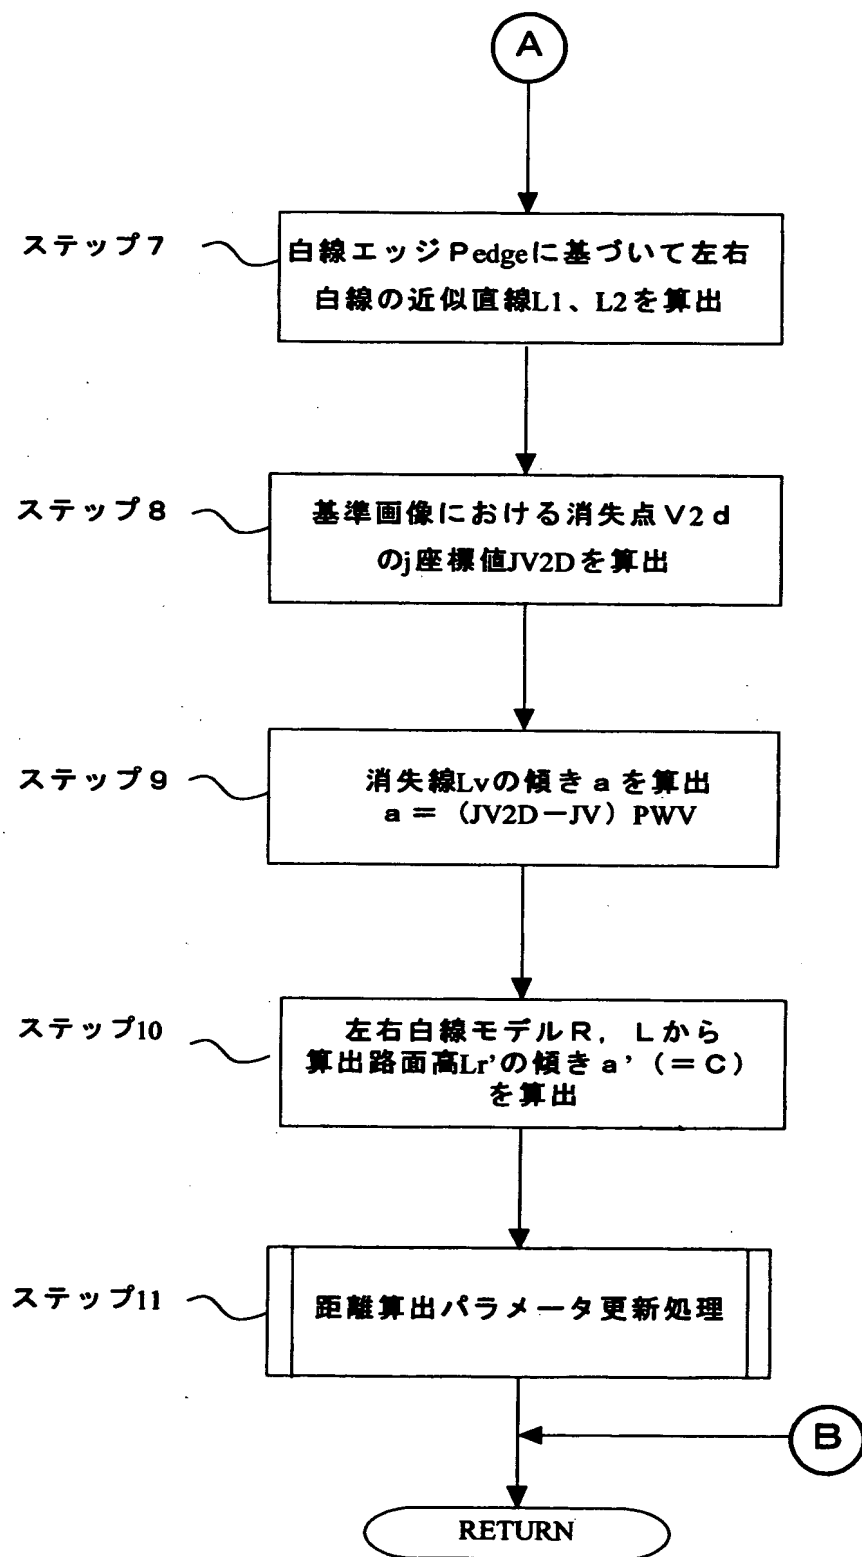 A
ステップ7
白線エッジPedgeに基づいて左右
白線の近似直線L1、L2を算出
ステップ8
基準画像における消失点V2d
のj座標値JV2Dを算出
ステップ9
消失線Lvの傾きaを算出
a=(JV2D-JV)PWV
ステップ10
左右白線モデルR,Lから
算出路面高Lr'の傾きa'(=C)
を算出
ステップ11
距離算出パラメータ更新処理
B
RETURN